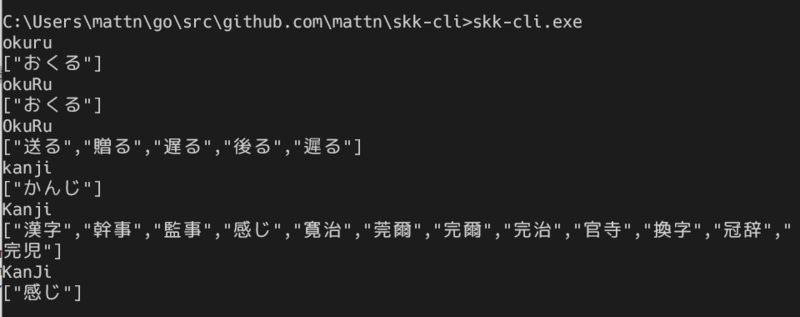 C:\Users\mattn\go\src\github.com\mattn\skk-cli>skk-cli.exe
okuru
["おくる"]
okuRu
["おくる"]
OkuRu
["送る","贈る","遅る","後る","遲る"]
kanji
["かんじ"]
Kanji
["漢字","幹事","監事","感じ","寛治","莞爾","完爾","完治","官寺","換字","冠辞","
完児"]
KanJi
["感じ"]